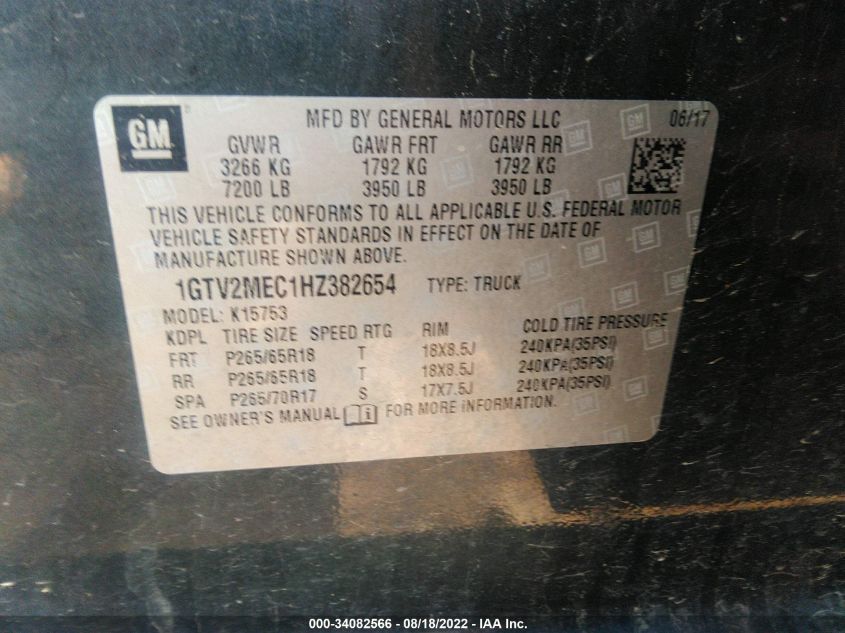 GM
MFD BY GENERAL MOTORS LLC 06/17
GVWR GAWR FRT GAWR RR
3266 KG 1792 KG 1792 KG
7200 LB 3950 LB 3950 LB
THIS VEHICLE CONFORMS TO ALL APPLICABLE U.S. FEDERAL MOTOR
VEHICLE SAFETY STANDARDS IN EFFECT ON THE DATE OF
MANUFACTURE SHOWN ABOVE.
1GTV2MEC1HZ382654 TYPE: TRUCK
MODEL: K15753
KDPL TIRE SIZE SPEED RTG RIM COLD TIRE PRESSURE
FRT P265/65R18 T 18X8.5J 240KPA(35PSI)
RR P265/65R18 T 18X8.5J 240KPA(35PSI)
SPA P265/70R17 S 17X7.5J 240KPA(35PSI)
SEE OWNER'S MANUAL i FOR MORE INFORMATION.
000-34082566 - 08/18/2022 - IAA Inc.